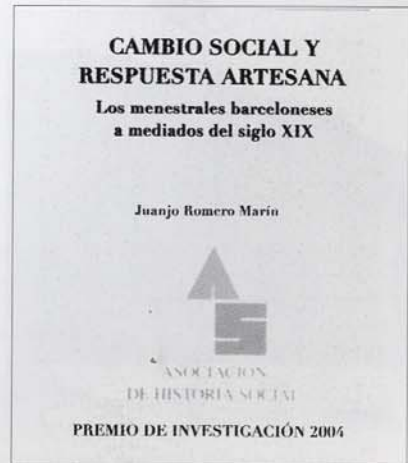 CAMBIO SOCIAL Y
RESPUESTA ARTESANA
Los menestrales barceloneses
a mediados del siglo XIX
Juanjo Romero Marín
AS
ASOCIACION
DE HISTORIA SOCIAL
PREMIO DE INVESTIGACIÓN 2004